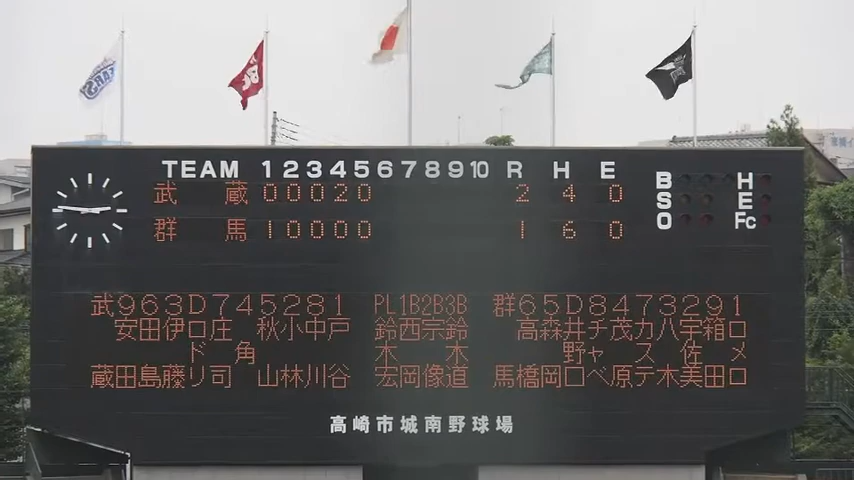 TEAM 1 2 3 4 5 6 7 8 9 10 R H E
武蔵 0 0 0 2 0 2 4 0
群馬 1 0 0 0 0 1 6 0
B H
S E
O Fc
武963D745281 PL1B2B3B 群65D8473291
安田伊ロ庄 秋小中戸 鈴西宗鈴 高森井チ茂カ八宇箱ロ
ド 角 木 木 野ャ ス 佐 メ
蔵田島藤リ司 山林川谷 宏岡像道 馬橋岡ロベ原テ木美田ロ
高崎市城南野球場